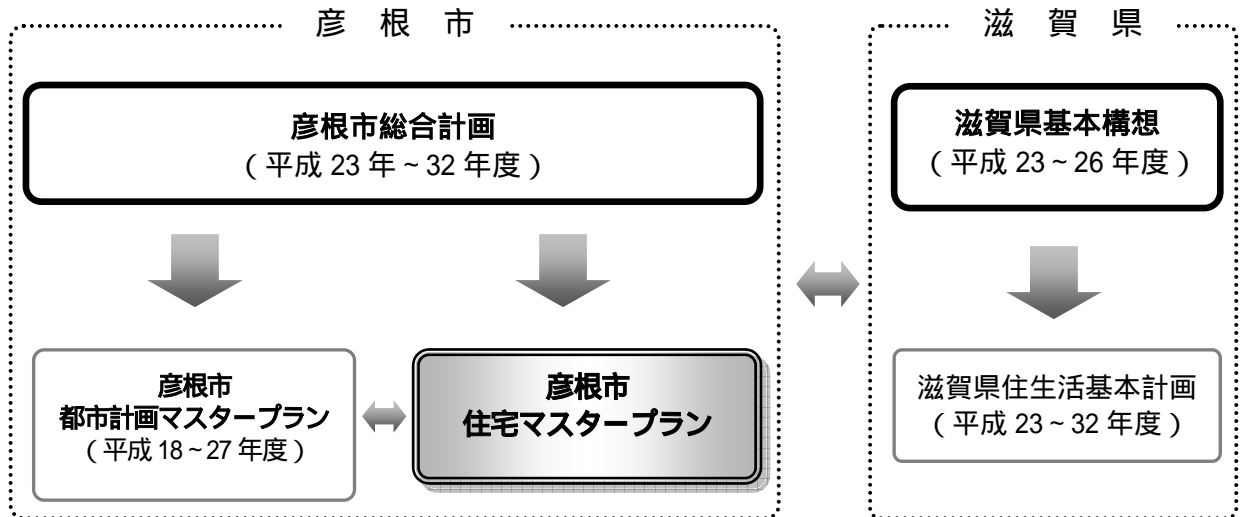 彦 根 市
彦根市総合計画
（平成 23 年～32 年度）
彦根市
都市計画マスタープラン
（平成 18～27 年度）
彦根市
住宅マスタープラン
滋 賀 県
滋賀県基本構想
（平成 23～26 年度）
滋賀県住生活基本計画
（平成 23～32 年度）